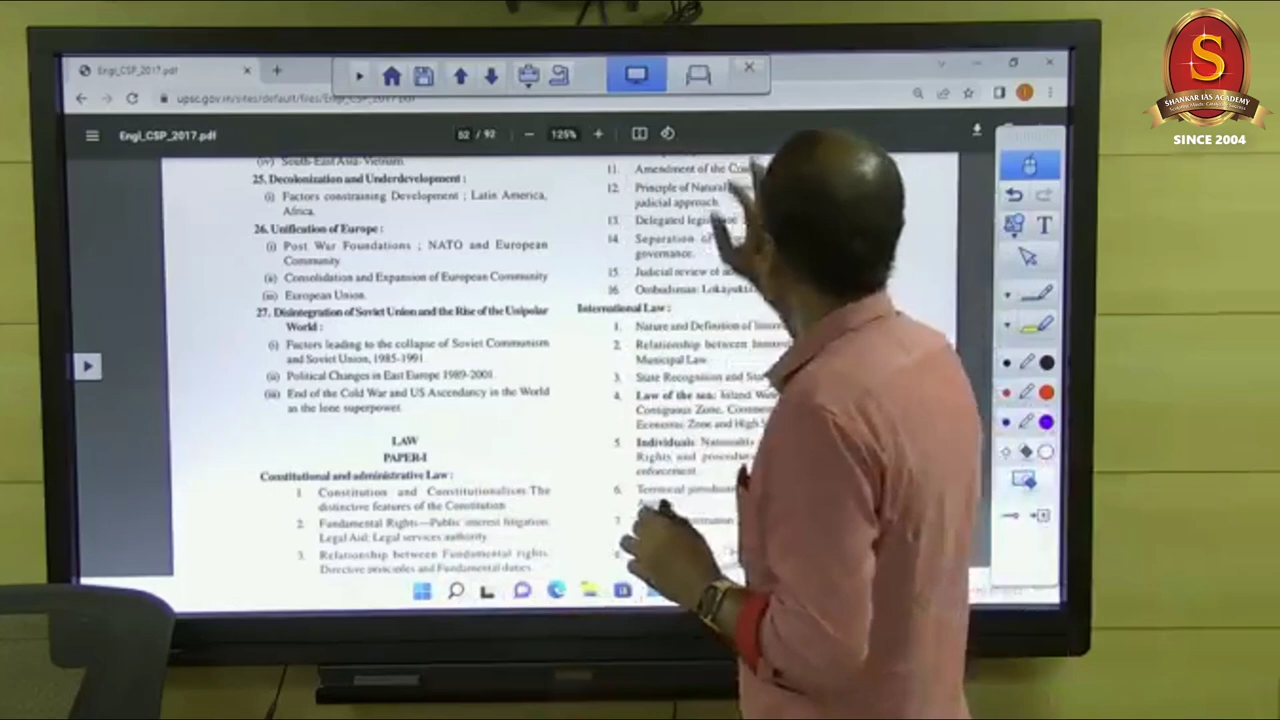 Engl_CSP_2017.pdf
upsc.gov.in/sites/default/files/Engl_CSP_2017.pdf
Engl_CSP_2017.pdf
52 / 92
125%
(iv) South-East Asia-Vietnam.
25. Decolonization and Underdevelopment :
(i) Factors constraining Development ; Latin America,
Africa.
26. Unification of Europe :
(i) Post War Foundations ; NATO and European
Community
(ii) Consolidation and Expansion of European Community
(iii) European Union.
27. Disintegration of Soviet Union and the Rise of the Unipolar
World :
(i) Factors leading to the collapse of Soviet Communism
and Soviet Union, 1985-1991
(ii) Political Changes in East Europe 1989-2001.
(iii) End of the Cold War and US Ascendancy in the World
as the lone superpower.
LAW
PAPER-I
Constitutional and administrative Law :
1. Constitution and Constitutionalism: The
distinctive features of the Constitution
2. Fundamental Rights—Public interest litigation;
Legal Aid; Legal services authority.
3. Relationship between Fundamental rights,
Directive principles and Fundamental duties.
11. Amendment of the
12. Principle of Natural
judicial approach.
13. Delegated
14. Separation of
governance.
15. Judicial review of
16. Ombudsman: Lokayukta
International Law :
1. Nature and Definition of
2. Relationship between
Municipal Law
3. State Recognition and
4. Law of the sea: Inland
Contiguous Zone,
Economic Zone and High
5. Individuals: Nationality
Rights and
enforcement.
6. Territorial
7.
T
S
SHANKAR IAS ACADEMY
SINCE 2004